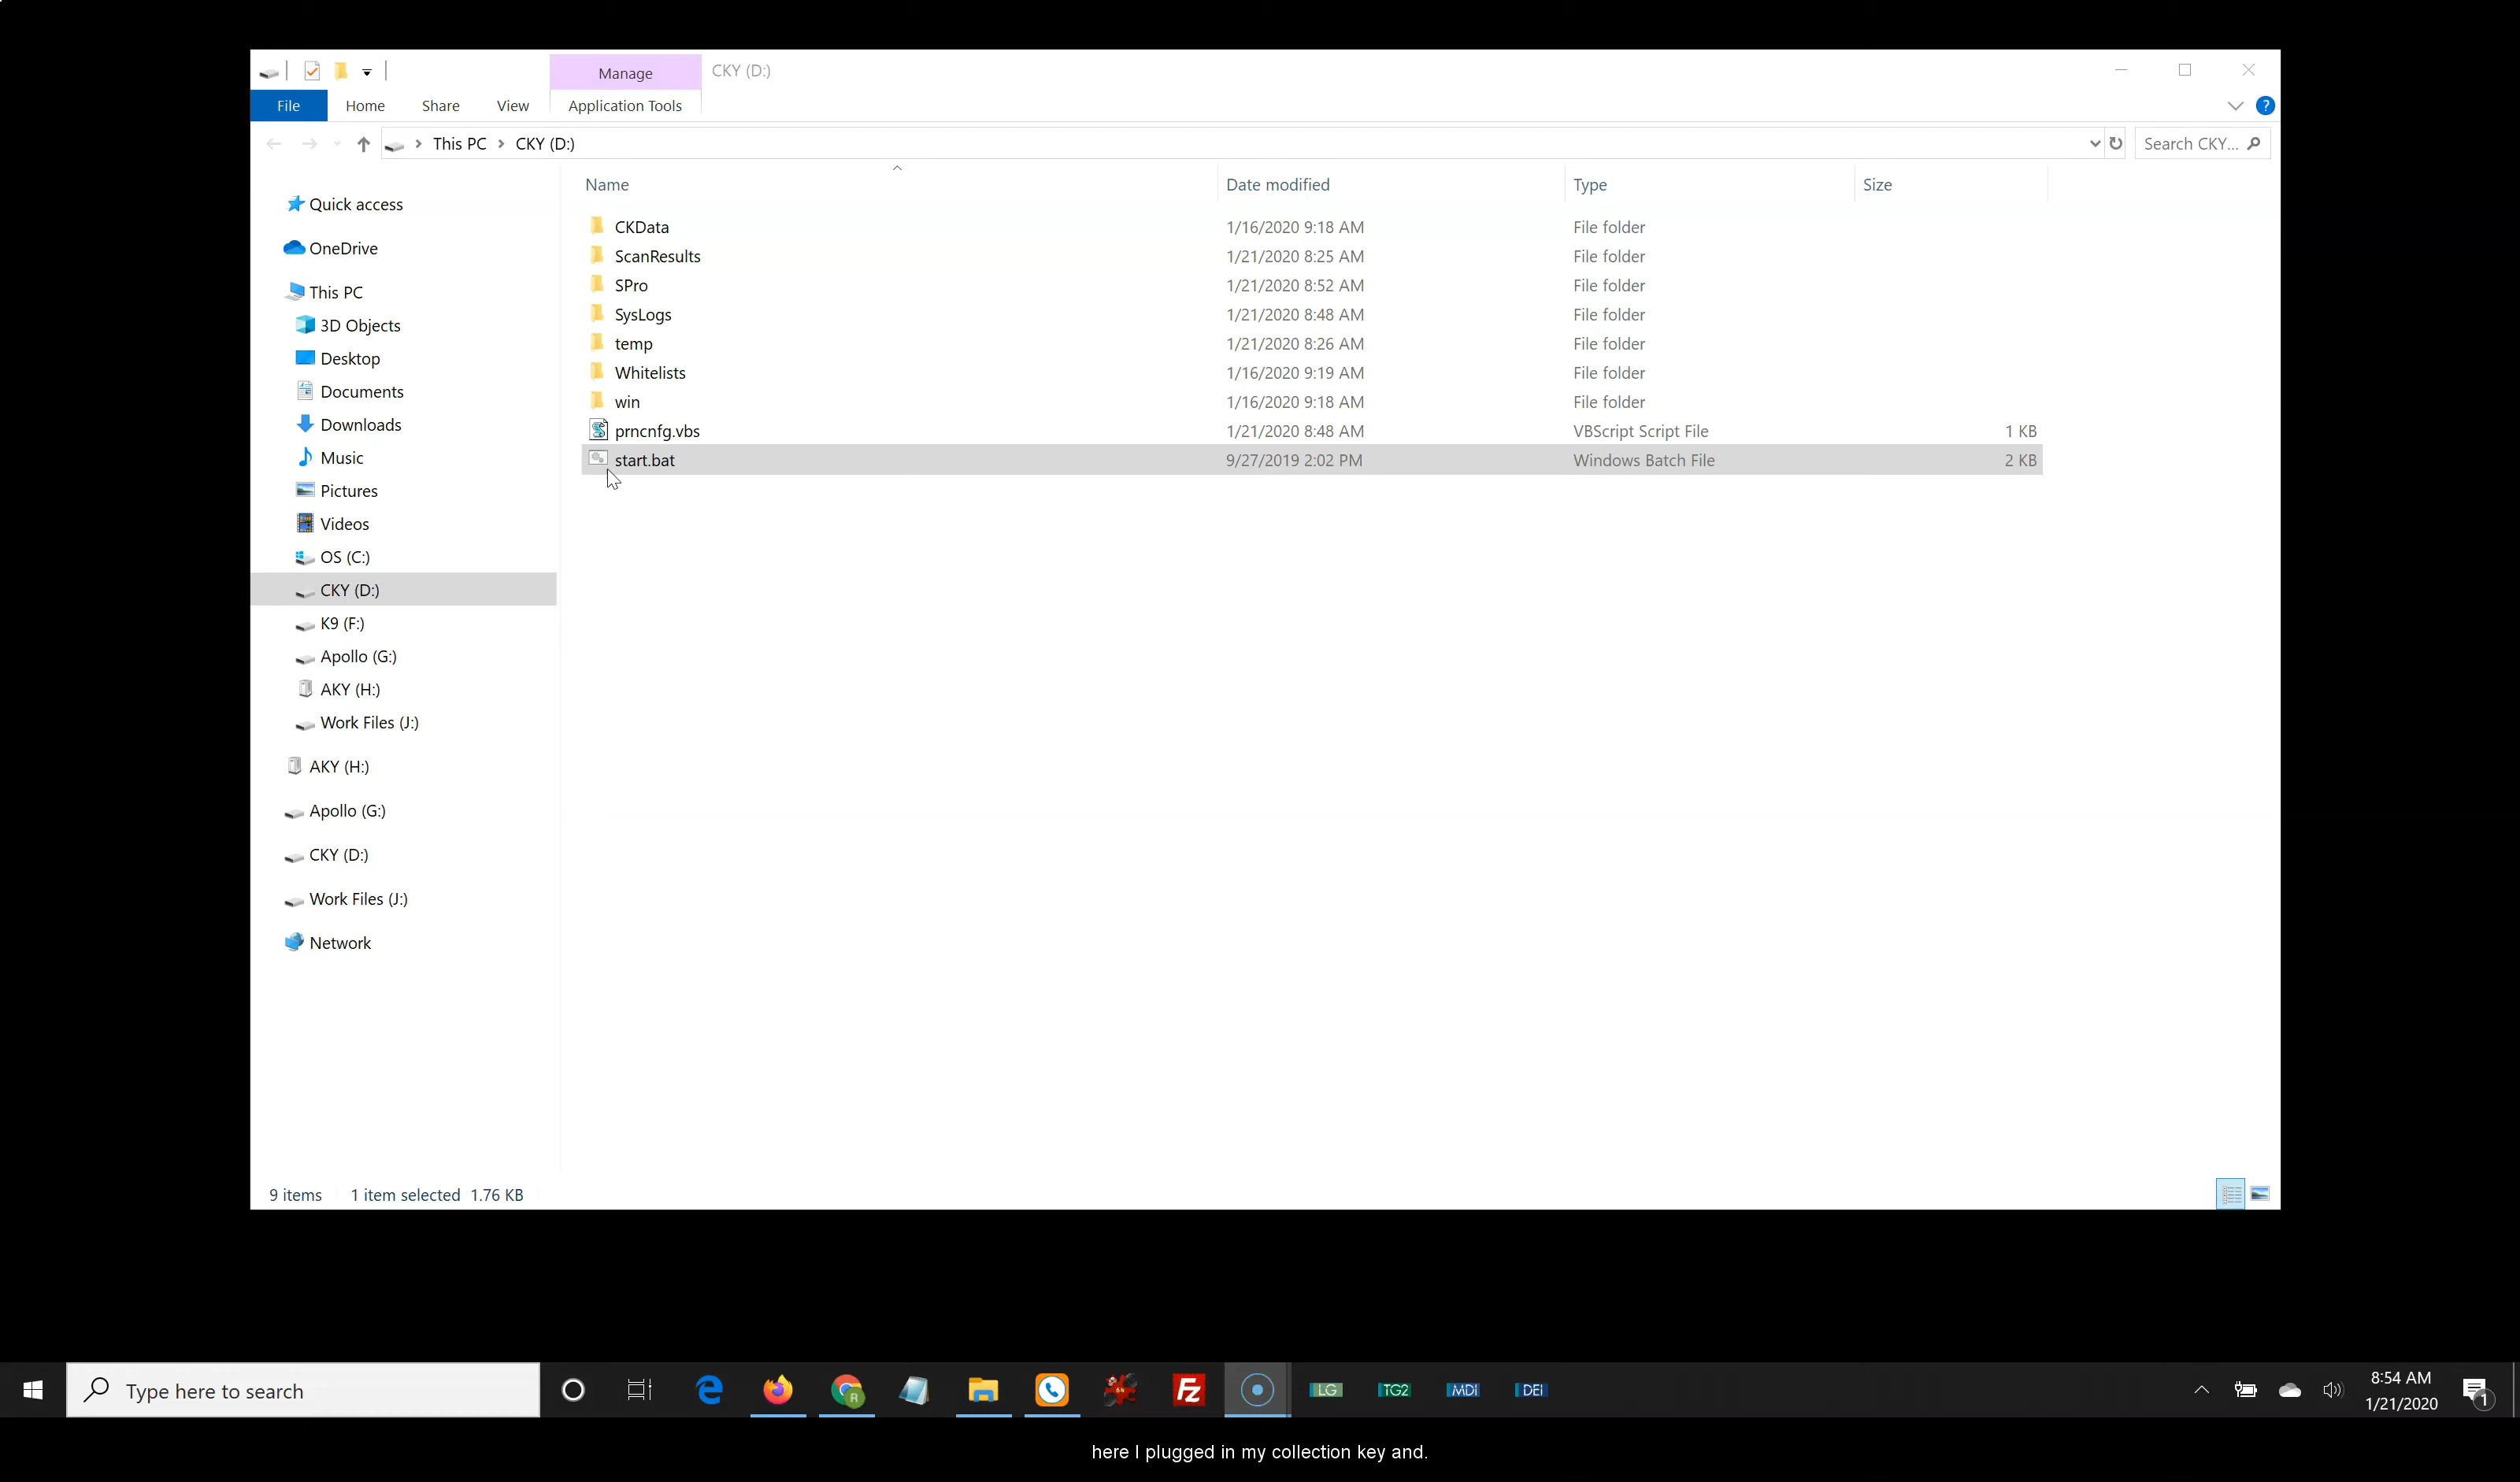 Manage
CKY (D:)
File
Home
Share
View
Application Tools
?
This PC
CKY (D:)
Search CKY...
Name
Date modified
Type
Size
Quick access
OneDrive
This PC
3D Objects
Desktop
Documents
Downloads
Music
Pictures
Videos
OS (C:)
CKY (D:)
K9 (F:)
Apollo (G:)
AKY (H:)
Work Files (J:)
AKY (H:)
Apollo (G:)
CKY (D:)
Work Files (J:)
Network
CKData 1/16/2020 9:18 AM File folder
ScanResults 1/21/2020 8:25 AM File folder
SPro 1/21/2020 8:52 AM File folder
SysLogs 1/21/2020 8:48 AM File folder
temp 1/21/2020 8:26 AM File folder
Whitelists 1/16/2020 9:19 AM File folder
win 1/16/2020 9:18 AM File folder
prncnfg.vbs 1/21/2020 8:48 AM VBScript Script File 1 KB
start.bat 9/27/2019 2:02 PM Windows Batch File 2 KB
9 items 1 item selected 1.76 KB
Type here to search
R
FZ
LG
TG2
MDI
DEI
8:54 AM
1/21/2020
1
here I plugged in my collection key and.